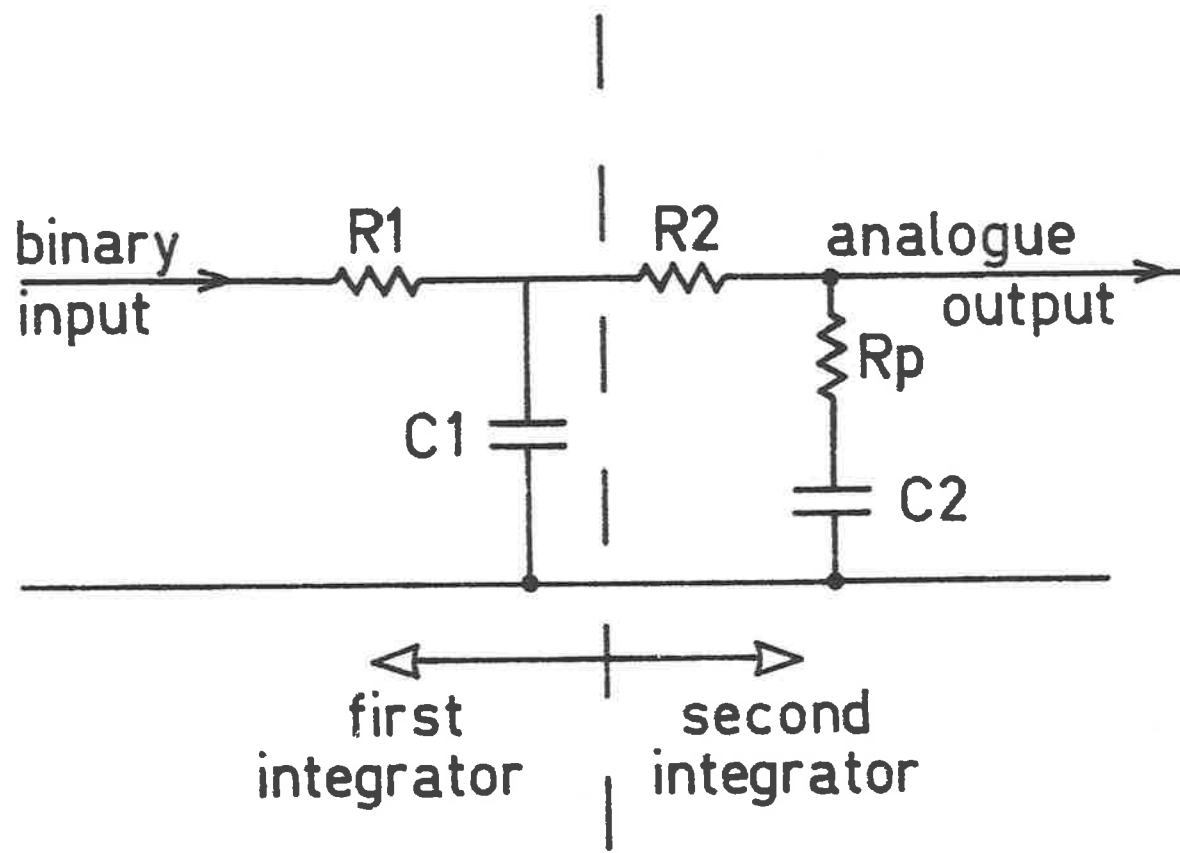 binary
input
R1
R2
analogue
output
Rp
C1
C2
first
integrator
second
integrator